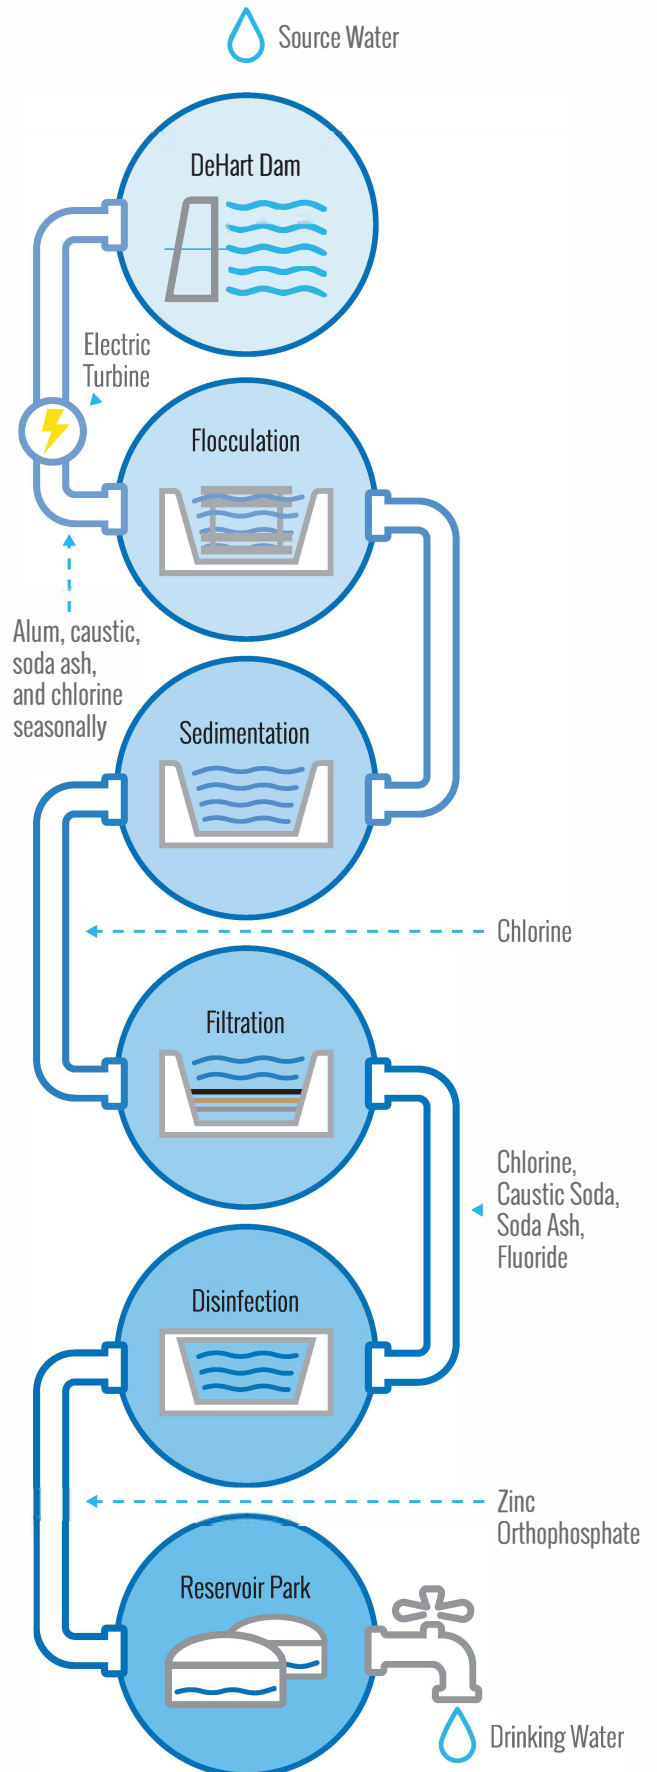 Source Water
DeHart Dam
Electric
Turbine
Flocculation
Alum, caustic,
soda ash,
and chlorine
seasonally
Sedimentation
Chlorine
Filtration
Chlorine,
Caustic Soda,
Soda Ash,
Fluoride
Disinfection
Zinc
Orthophosphate
Reservoir Park
Drinking Water